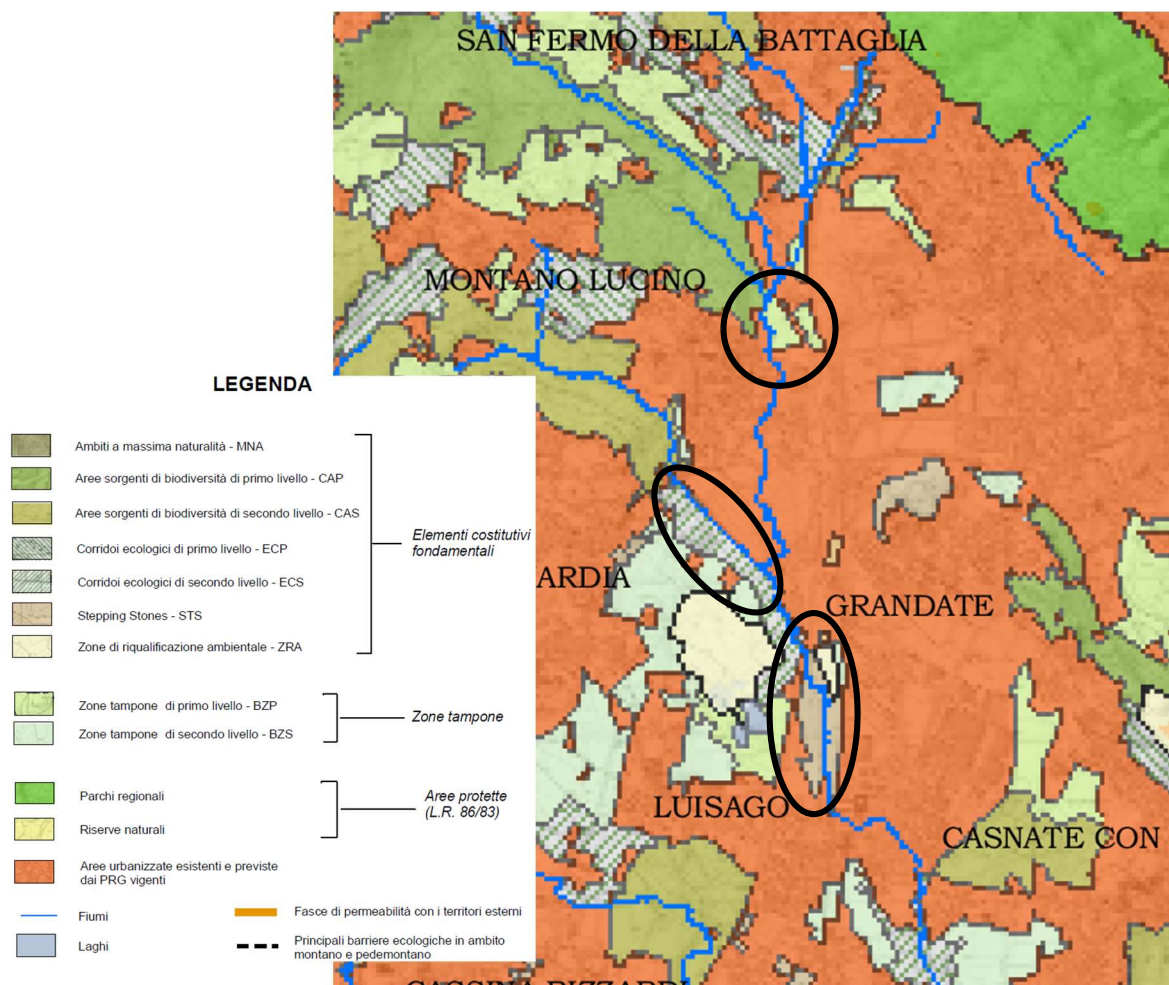 SAN FERMO DELLA BATTAGLIA
MONTANO LUCINO
ARDIA
GRANDATE
LUISAGO
CASNATE CON
LEGENDA
Ambiti a massima naturalità - MNA
Aree sorgenti di biodiversità di primo livello - CAP
Aree sorgenti di biodiversità di secondo livello - CAS
Corridoi ecologici di primo livello - ECP
Corridoi ecologici di secondo livello - ECS
Stepping Stones - STS
Zone di riqualificazione ambientale - ZRA
Elementi costitutivi
fondamentali
Zone tampone di primo livello - BZP
Zone tampone di secondo livello - BZS
Zone tampone
Parchi regionali
Riserve naturali
Aree protette
(L.R. 86/83)
Aree urbanizzate esistenti e previste
dai PRG vigenti
Fiumi
Laghi
Fasce di permeabilità con i territori esterni
Principali barriere ecologiche in ambito
montano e pedemontano
CASSINA RIZZARDI